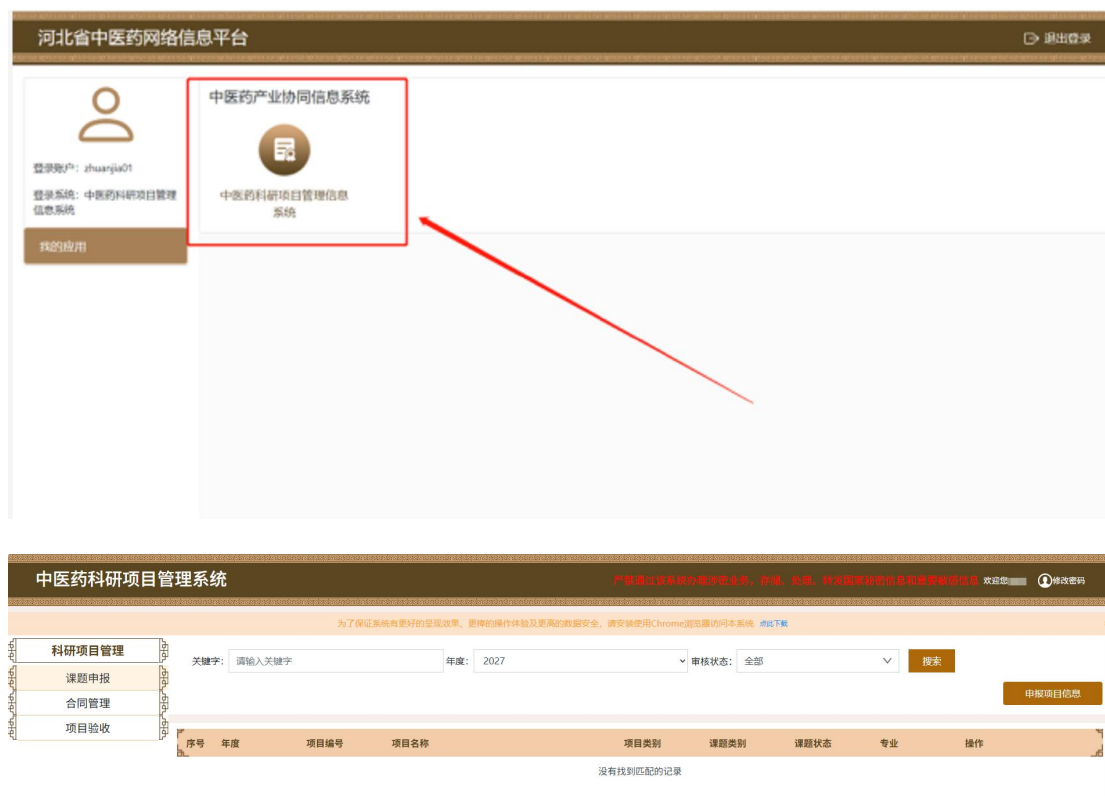 河北省中医药网络信息平台
退出登录
中医药产业协同信息系统
登录账户：zhuanjia01
登录系统：中医药科研项目管理
信息系统
中医药科研项目管理信息
系统
我的应用
中医药科研项目管理系统
严禁通过该系统办理涉密业务，存储、处理、转发国家秘密信息和重要敏感信息 欢迎您 修改密码
为了保证系统有更好的呈现效果、更棒的操作体验及更高的数据安全，请安装使用Chrome浏览器访问本系统 点此下载
科研项目管理
课题申报
合同管理
项目验收
关键字： 请输入关键字 年度： 2027 审核状态： 全部 搜索
申报项目信息
序号 年度 项目编号 项目名称 项目类别 课题类别 课题状态 专业 操作
没有找到匹配的记录